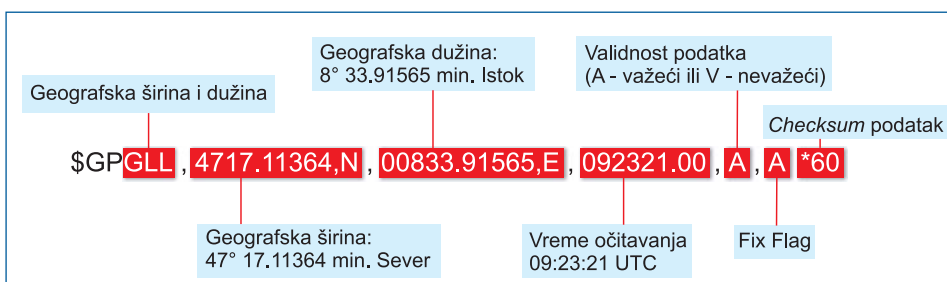 Geografska širina i dužina
Geografska dužina:
8° 33.91565 min. Istok
Validnost podatka
(A - važeći ili V - nevažeći)
Checksum podatak
$GPGLL,4717.11364,N,00833.91565,E,092321.00,A,A*60
Geografska širina:
47° 17.11364 min. Sever
Vreme očitavanja
09:23:21 UTC
Fix Flag